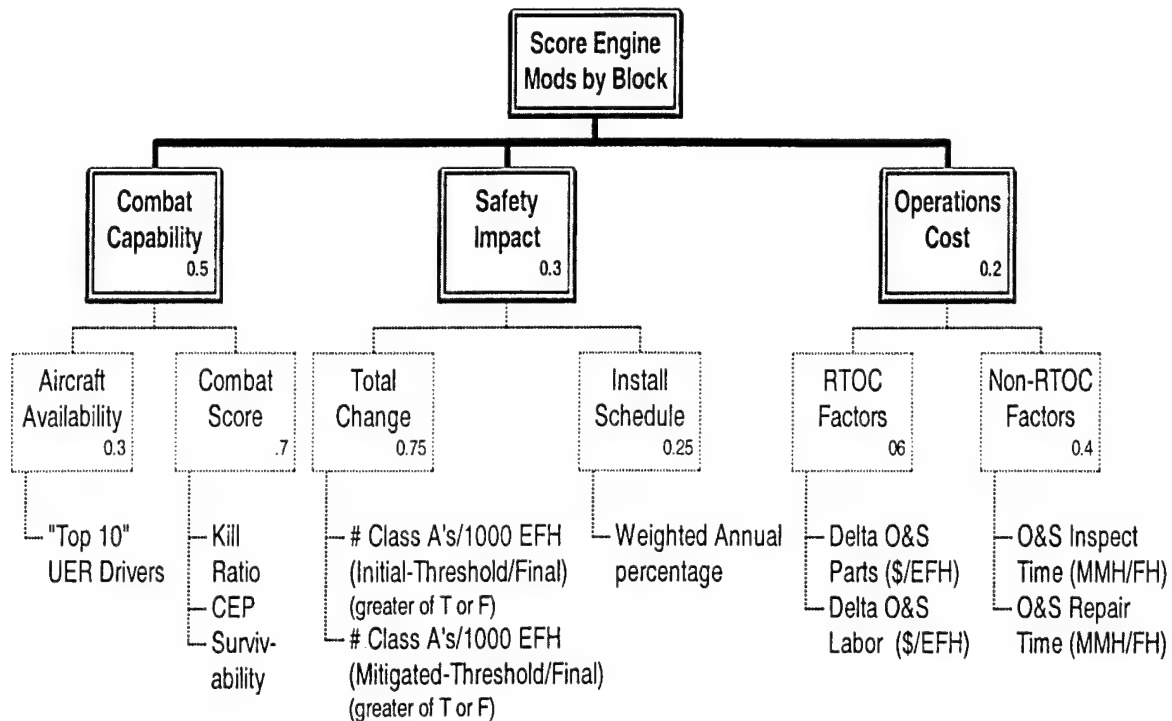 Score Engine
Mods by Block
Combat
Capability
0.5
Safety
Impact
0.3
Operations
Cost
0.2
Aircraft
Availability
0.3
Combat
Score
.7
Total
Change
0.75
Install
Schedule
0.25
RTOC
Factors
06
Non-RTOC
Factors
0.4
"Top 10"
UER Drivers
Kill
Ratio
CEP
Surviv-
ability
# Class A's/1000 EFH
(Initial-Threshold/Final)
(greater of T or F)
# Class A's/1000 EFH
(Mitigated-Threshold/Final)
(greater of T or F)
Weighted Annual
percentage
Delta O&S
Parts ($/EFH)
Delta O&S
Labor ($/EFH)
O&S Inspect
Time (MMH/FH)
O&S Repair
Time (MMH/FH)